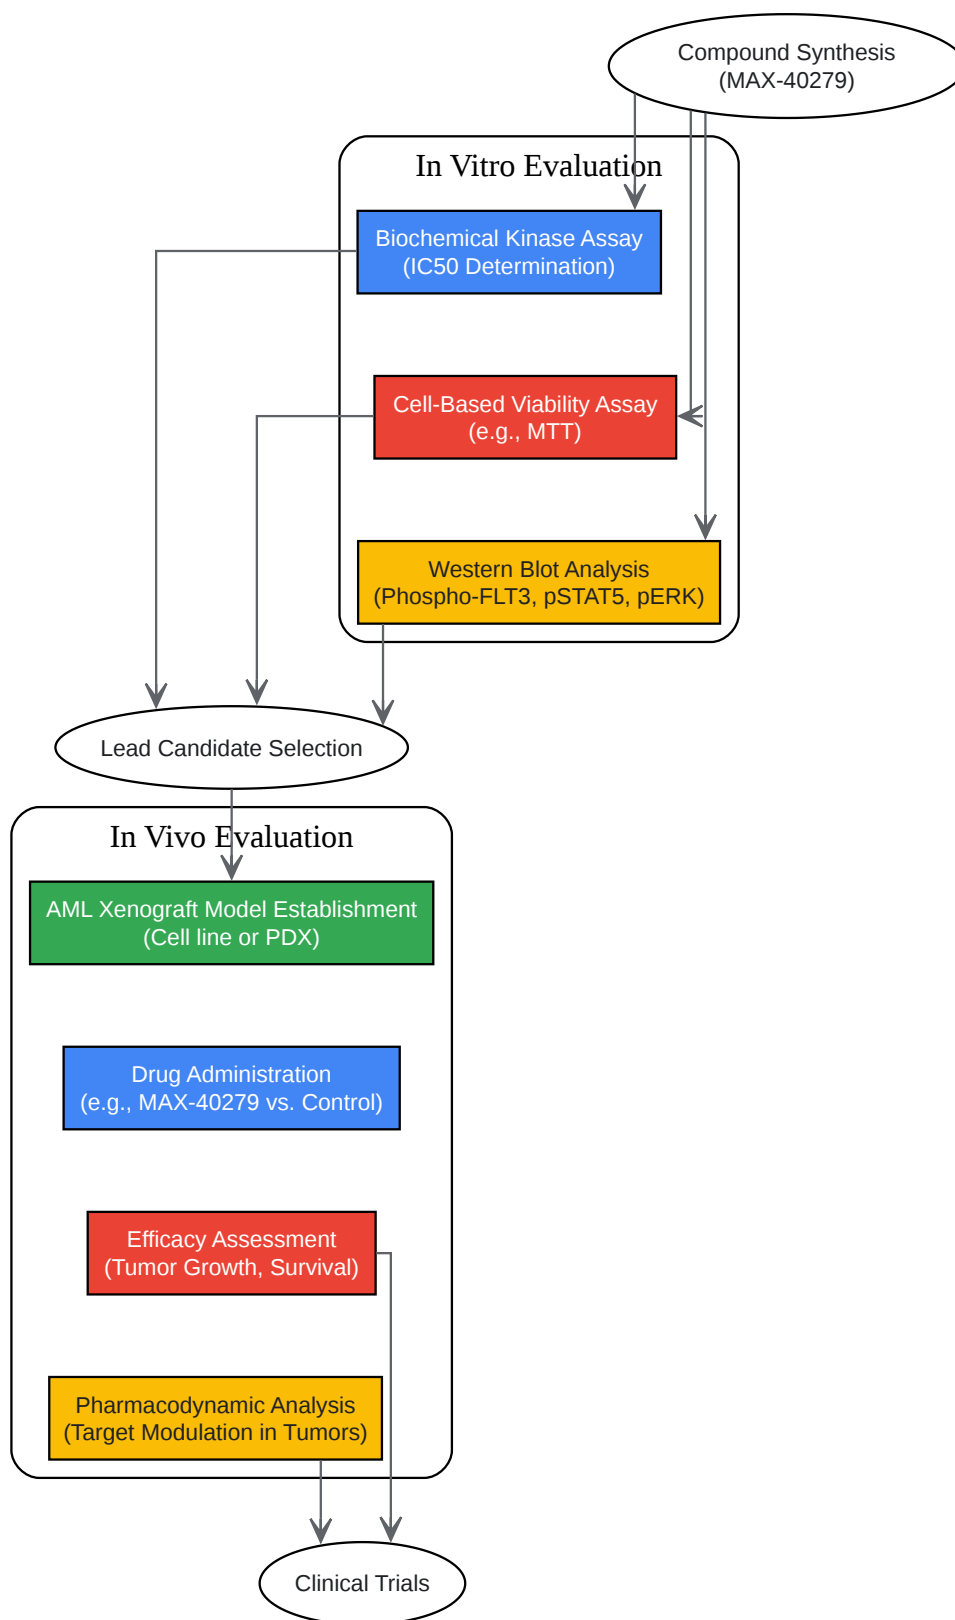 Compound Synthesis
(MAX-40279)
In Vitro Evaluation
Biochemical Kinase Assay
(IC50 Determination)
Cell-Based Viability Assay
(e.g., MTT)
Western Blot Analysis
(Phospho-FLT3, pSTAT5, pERK)
Lead Candidate Selection
In Vivo Evaluation
AML Xenograft Model Establishment
(Cell line or PDX)
Drug Administration
(e.g., MAX-40279 vs. Control)
Efficacy Assessment
(Tumor Growth, Survival)
Pharmacodynamic Analysis
(Target Modulation in Tumors)
Clinical Trials